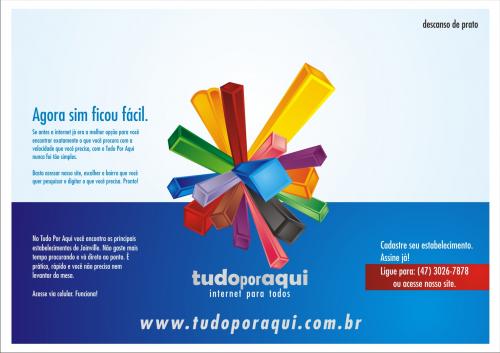 descanso de prato
Agora sim ficou fácil.
Se antes a internet já era a melhor opção para você
encontrar exatamente o que você procura com a
velocidade que você precisa, com o Tudo Por Aqui
nunca foi tão simples.
Basta acessar nosso site, escolher o bairro que você
quer pesquisar e digitar o que você precisa. Pronto!
No Tudo Por Aqui você encontra os principais
estabelecimentos de Joinville. Não gaste mais
tempo procurando e vá direto ao ponto. É
prático, rápido e você não precisa nem
levantar da mesa.
Acesse via celular. Funciona!
tudoporaqui
internet para todos
Cadastre seu estabelecimento.
Assine já!
Ligue para: (47) 3026-7878
ou acesse nosso site.
www.tudoporaqui.com.br